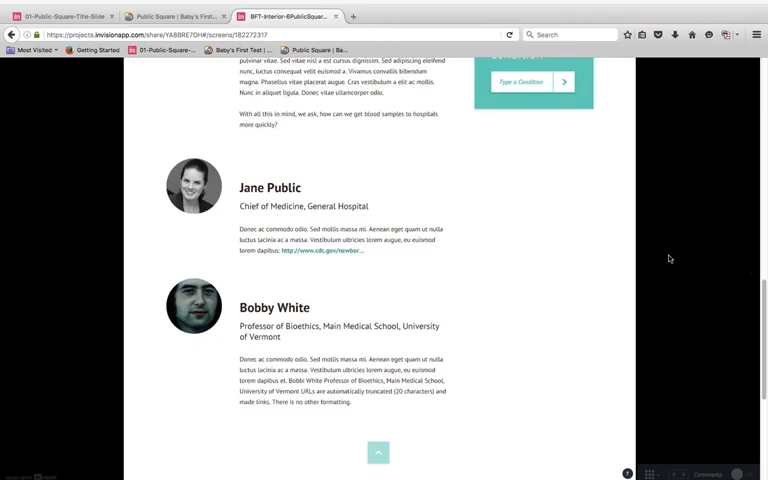 01-Public-Square-Title-Slide
Public Square | Baby's First...
BFT-Interior-6PublicSquar...
https://projects.invisionapp.com/share/YA8BRE7DH#/screens/182272317
Search
Most Visited
Getting Started
01-Public-Square-...
Baby's First Test | ...
Public Square | Ba...
pulvinar vitae. Sed vitae nisl a est cursus dignissim. Sed adipiscing eleifend
nunc, luctus consequat velit euismod a. Vivamus convallis bibendum
magna. Phasellus vitae placerat augue. Cras vestibulum a elit ac mollis.
Nunc in aliquet ligula. Donec vitae ullamcorper odio.
With all this in mind, we ask, how can we get blood samples to hospitals
more quickly?
Type a Condition
Jane Public
Chief of Medicine, General Hospital
Donec ac commodo odio. Sed mollis massa mi. Aenean eget quam ut nulla
luctus lacinia ac a massa. Vestibulum ultricies lorem augue, eu euismod
lorem dapibus: http://www.cdc.gov/newbor...
Bobby White
Professor of Bioethics, Main Medical School, University
of Vermont
Donec ac commodo odio. Sed mollis massa mi. Aenean eget quam ut nulla
luctus lacinia ac a massa. Vestibulum ultricies lorem augue, eu euismod
lorem dapibus et. Bobbi White Professor of Bioethics, Main Medical School,
University of Vermont URLs are automatically truncated (20 characters) and
made links. There is no other formatting.
?
Comments